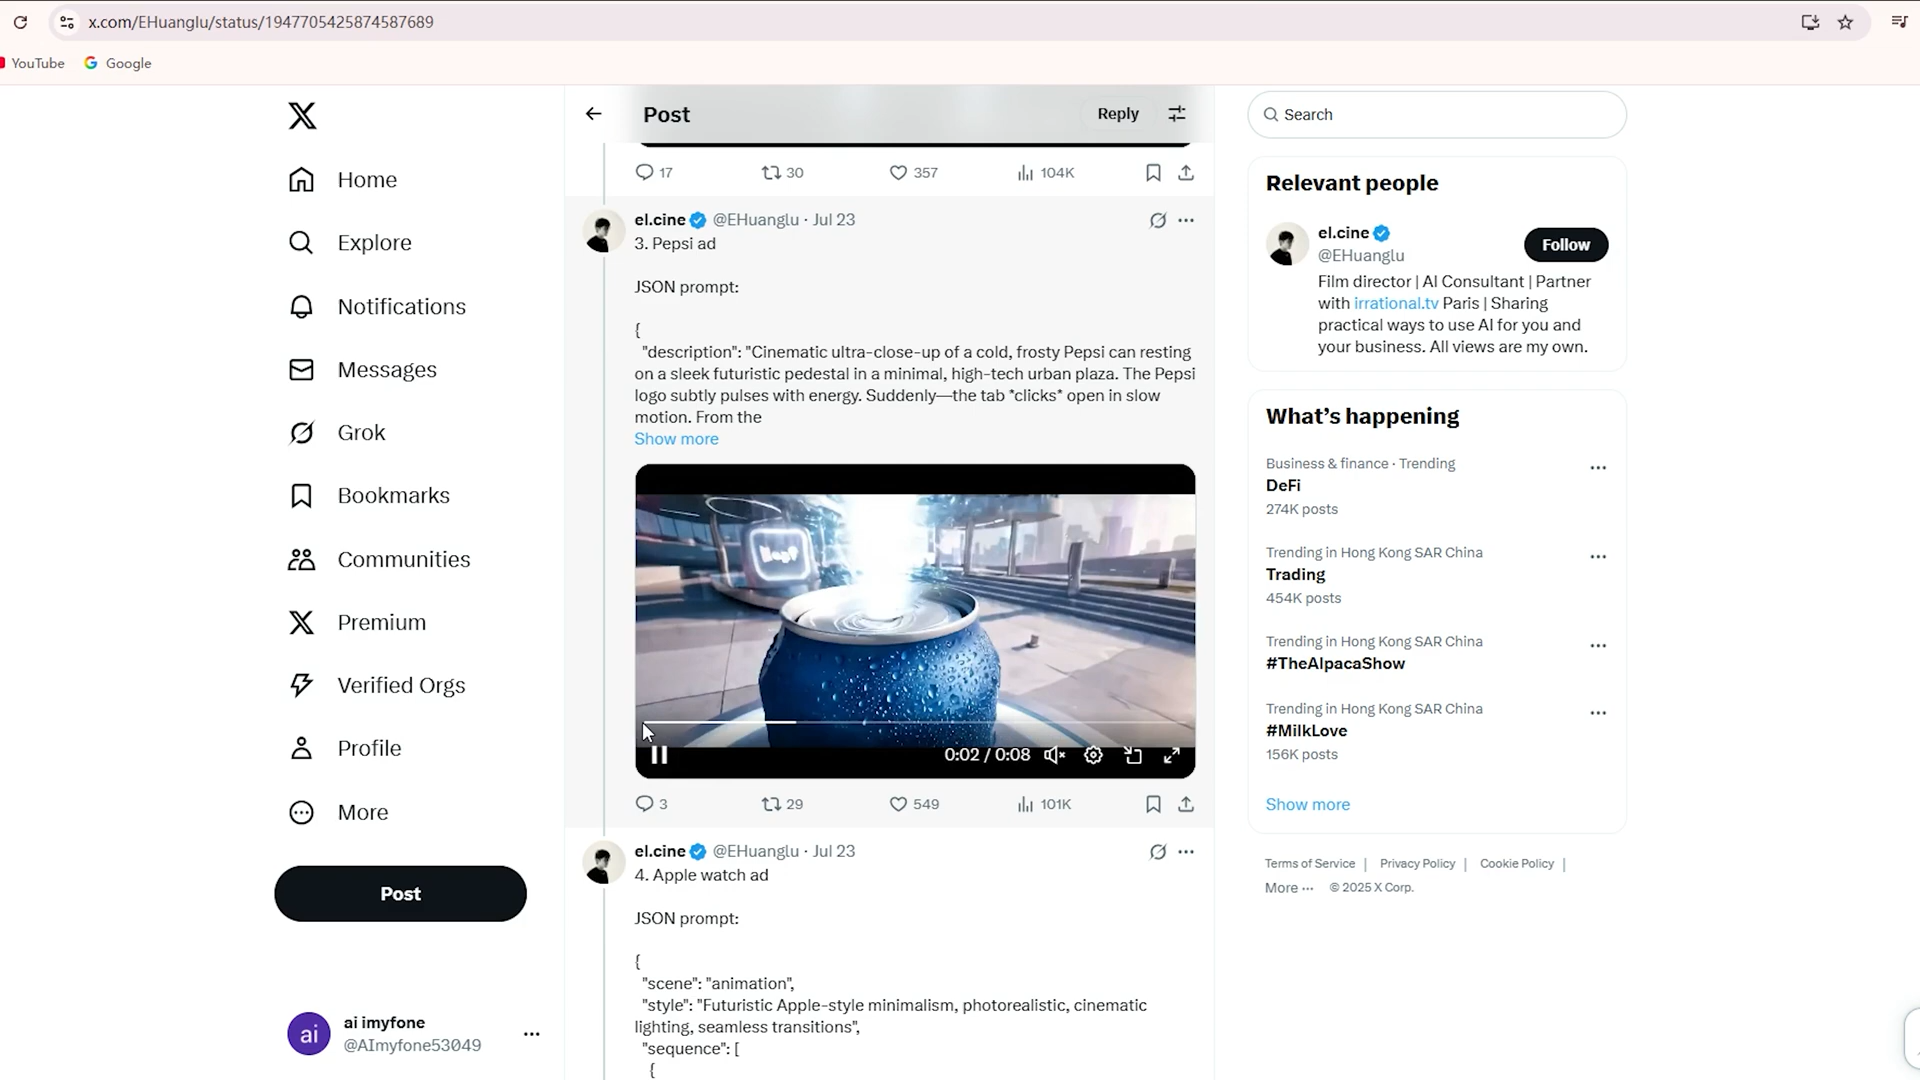 x.com/EHuanglu/status/1947705425874587689
YouTube
Google
Home
Explore
Notifications
Messages
Grok
Bookmarks
Communities
Premium
Verified Orgs
Profile
More
Post
ai
ai imyfone
@AImyfone53049
Post
Reply
17 30 357 104K
el.cine @EHuanglu · Jul 23
3. Pepsi ad
JSON prompt:
{
"description": "Cinematic ultra-close-up of a cold, frosty Pepsi can resting
on a sleek futuristic pedestal in a minimal, high-tech urban plaza. The Pepsi
logo subtly pulses with energy. Suddenly—the tab *clicks* open in slow
motion. From the
Show more
0:02 / 0:08
3 29 549 101K
el.cine @EHuanglu · Jul 23
4. Apple watch ad
JSON prompt:
{
"scene": "animation",
"style": "Futuristic Apple-style minimalism, photorealistic, cinematic
lighting, seamless transitions",
"sequence": [
{
Search
Relevant people
el.cine
@EHuanglu
Follow
Film director | AI Consultant | Partner
with irrational.tv Paris | Sharing
practical ways to use AI for you and
your business. All views are my own.
What's happening
Business & finance · Trending
DeFi
274K posts
Trending in Hong Kong SAR China
Trading
454K posts
Trending in Hong Kong SAR China
#TheAlpacaShow
Trending in Hong Kong SAR China
#MilkLove
156K posts
Show more
Terms of Service | Privacy Policy | Cookie Policy |
More ··· © 2025 X Corp.